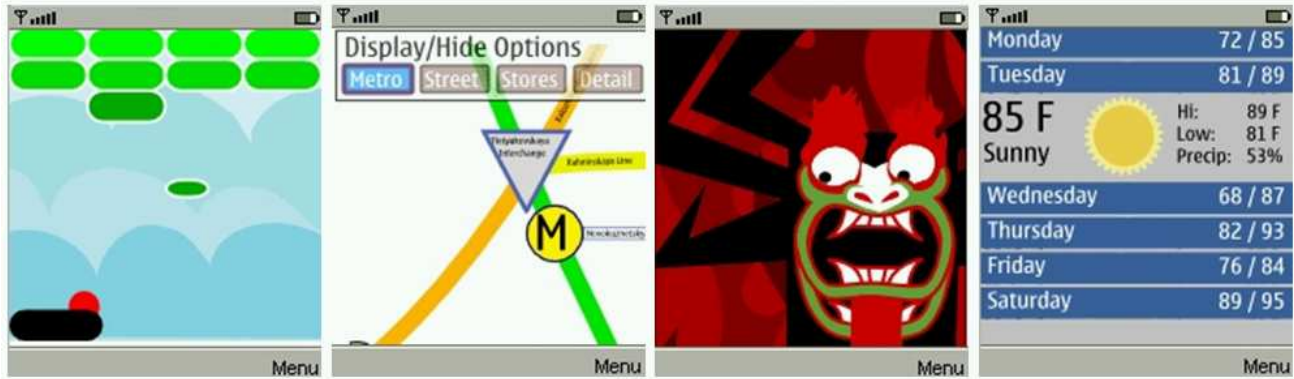 Menu
Display/Hide Options
Metro Street Stores Detail
Interchange
M
Menu
Menu
Monday 72 / 85
Tuesday 81 / 89
85 F
Sunny
Hi: 89 F
Low: 81 F
Precip: 53%
Wednesday 68 / 87
Thursday 82 / 93
Friday 76 / 84
Saturday 89 / 95
Menu